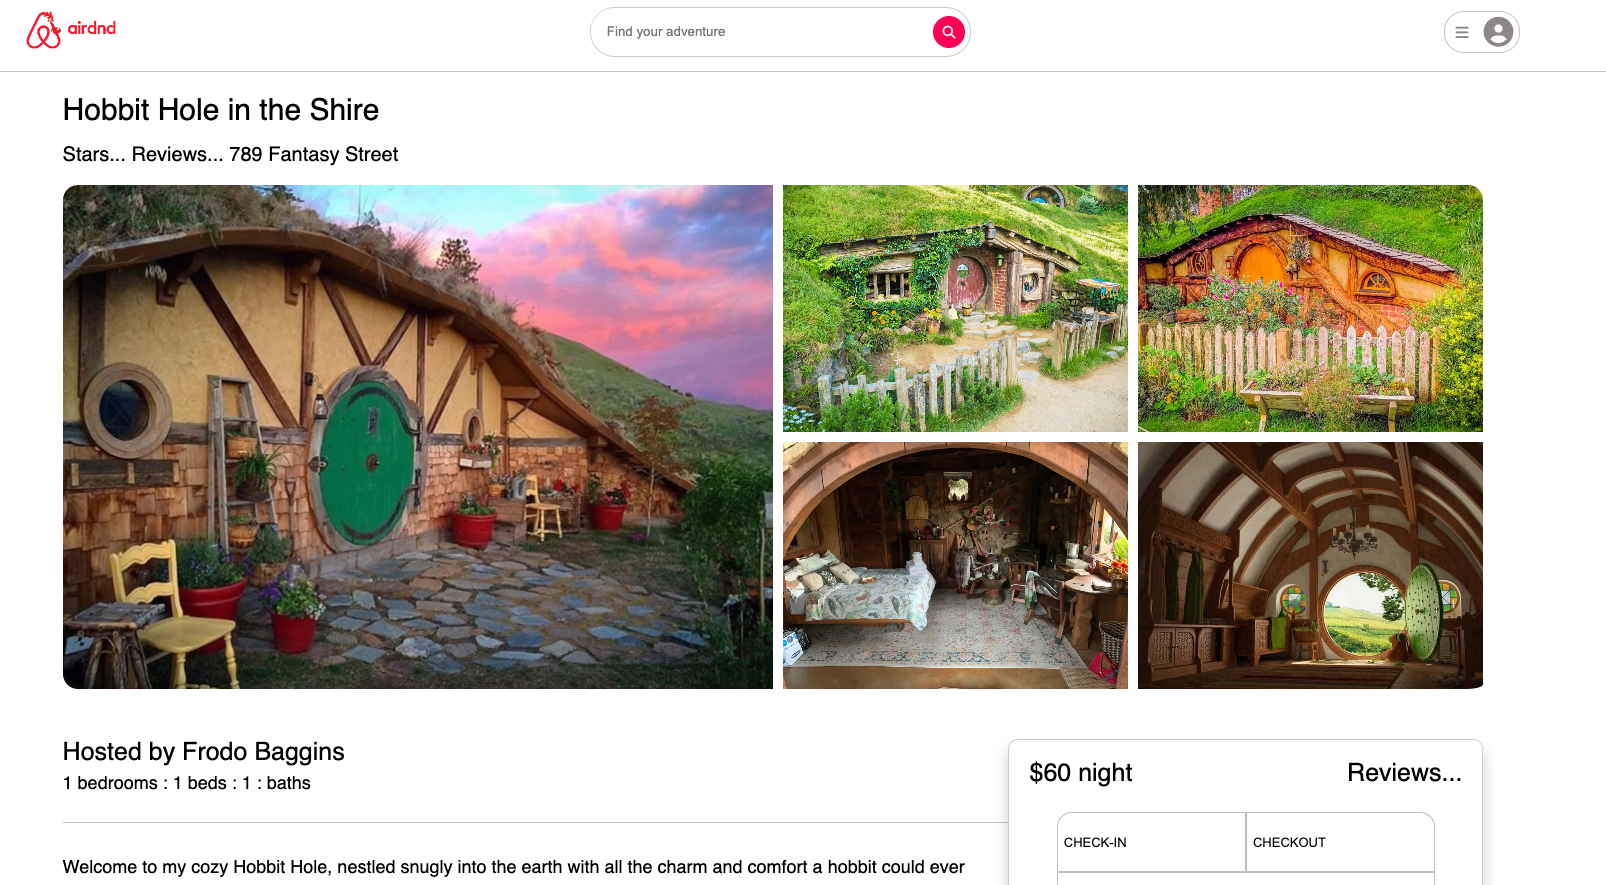 airdnd
Find your adventure
Hobbit Hole in the Shire
Stars... Reviews... 789 Fantasy Street
Hosted by Frodo Baggins
1 bedrooms : 1 beds : 1 : baths
$60 night
Reviews...
CHECK-IN
CHECKOUT
Welcome to my cozy Hobbit Hole, nestled snugly into the earth with all the charm and comfort a hobbit could ever